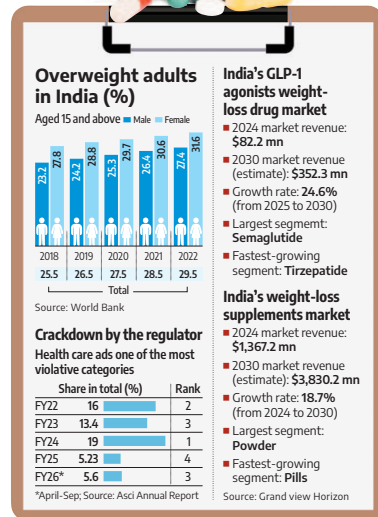 Overweight adults
in India (%)
Aged 15 and above Male Female
23.2 27.8 24.2 28.8 25.3 29.7 26.4 30.6 27.4 31.6
2018 2019 2020 2021 2022
25.5 26.5 27.5 28.5 29.5
Total
Source: World Bank
Crackdown by the regulator
Health care ads one of the most
violative categories
Share in total (%) Rank
FY22 16 2
FY23 13.4 3
FY24 19 1
FY25 5.23 4
FY26* 5.6 3
*April-Sep; Source: Asci Annual Report
India's GLP-1
agonists weight-
loss drug market
2024 market revenue:
$82.2 mn
2030 market revenue
(estimate): $352.3 mn
Growth rate: 24.6%
(from 2025 to 2030)
Largest segment:
Semaglutide
Fastest-growing
segment: Tirzepatide
India's weight-loss
supplements market
2024 market revenue:
$1,367.2 mn
2030 market revenue
(estimate): $3,830.2 mn
Growth rate: 18.7%
(from 2024 to 2030)
Largest segment:
Powder
Fastest-growing
segment: Pills
Source: Grand view Horizon